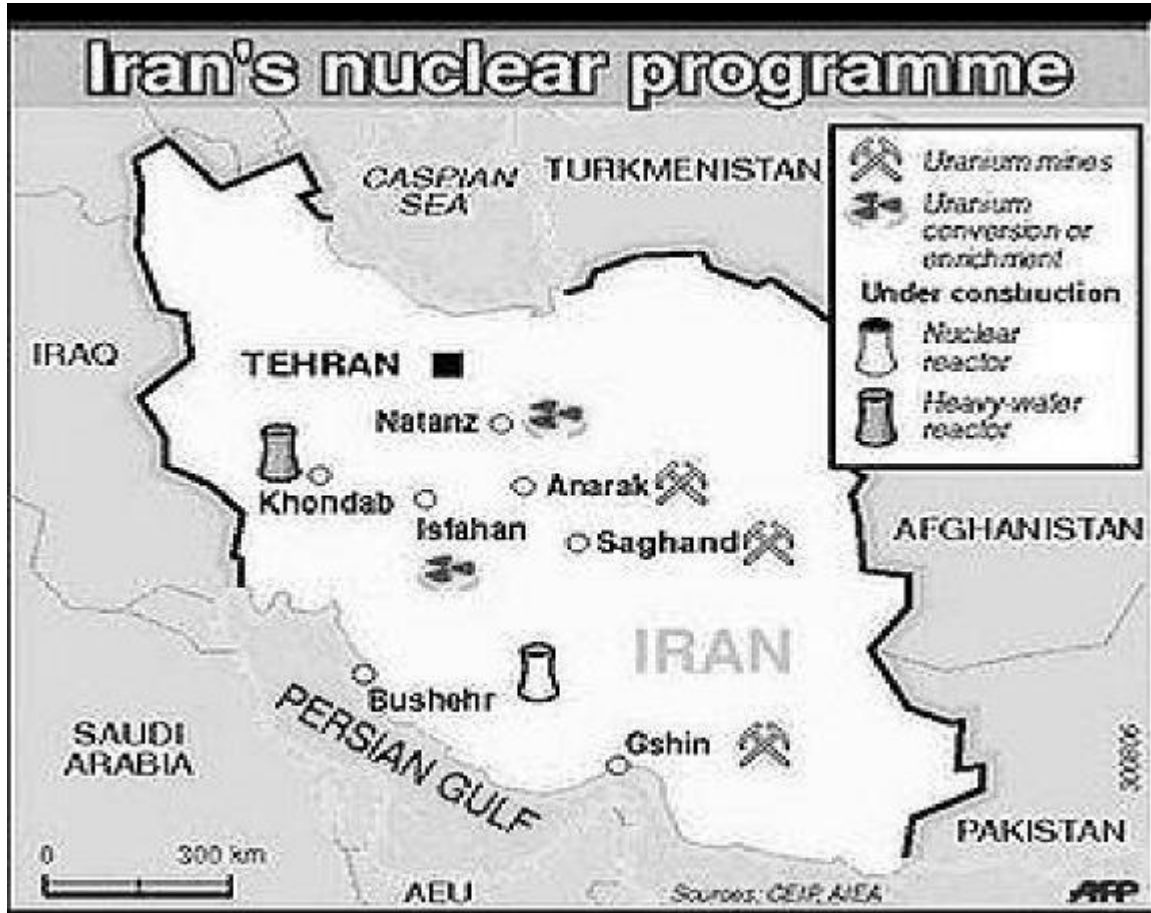 Iran's nuclear programme
CASPIAN
SEA
TURKMENISTAN
Uranium mines
Uranium
conversion or
enrichment
Under construction
Nuclear
reactor
Heavy-water
reactor
IRAQ
TEHRAN
Natanz
Khondab
Isfahan
Anarak
Saghand
AFGHANISTAN
IRAN
Bushehr
PERSIAN GULF
Gshin
SAUDI
ARABIA
PAKISTAN
300806
0 300 km
AEU
Sources: CEIP, AIEA
AFP